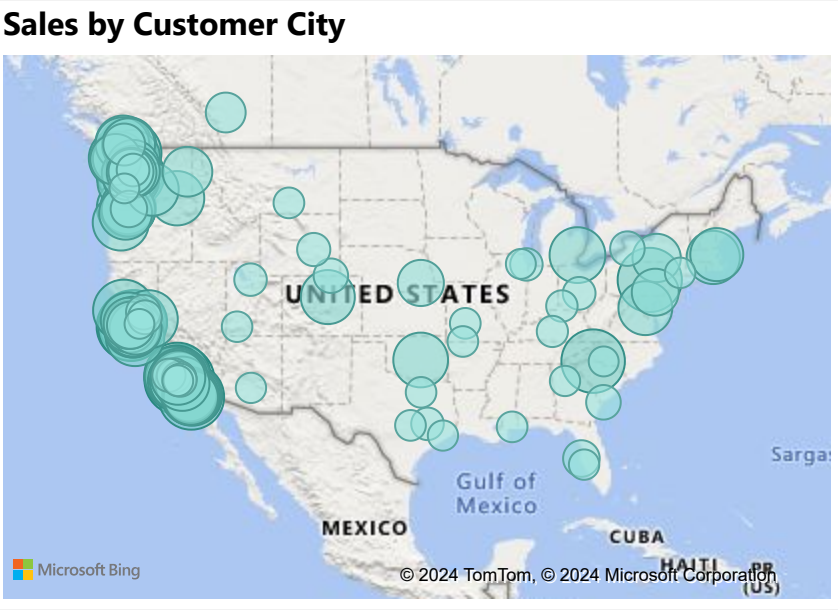 Sales by Customer City
UNITED STATES
Sargas
Gulf of
Mexico
MEXICO
CUBA
HAITI
PR
(US)
Microsoft Bing
© 2024 TomTom, © 2024 Microsoft Corporation